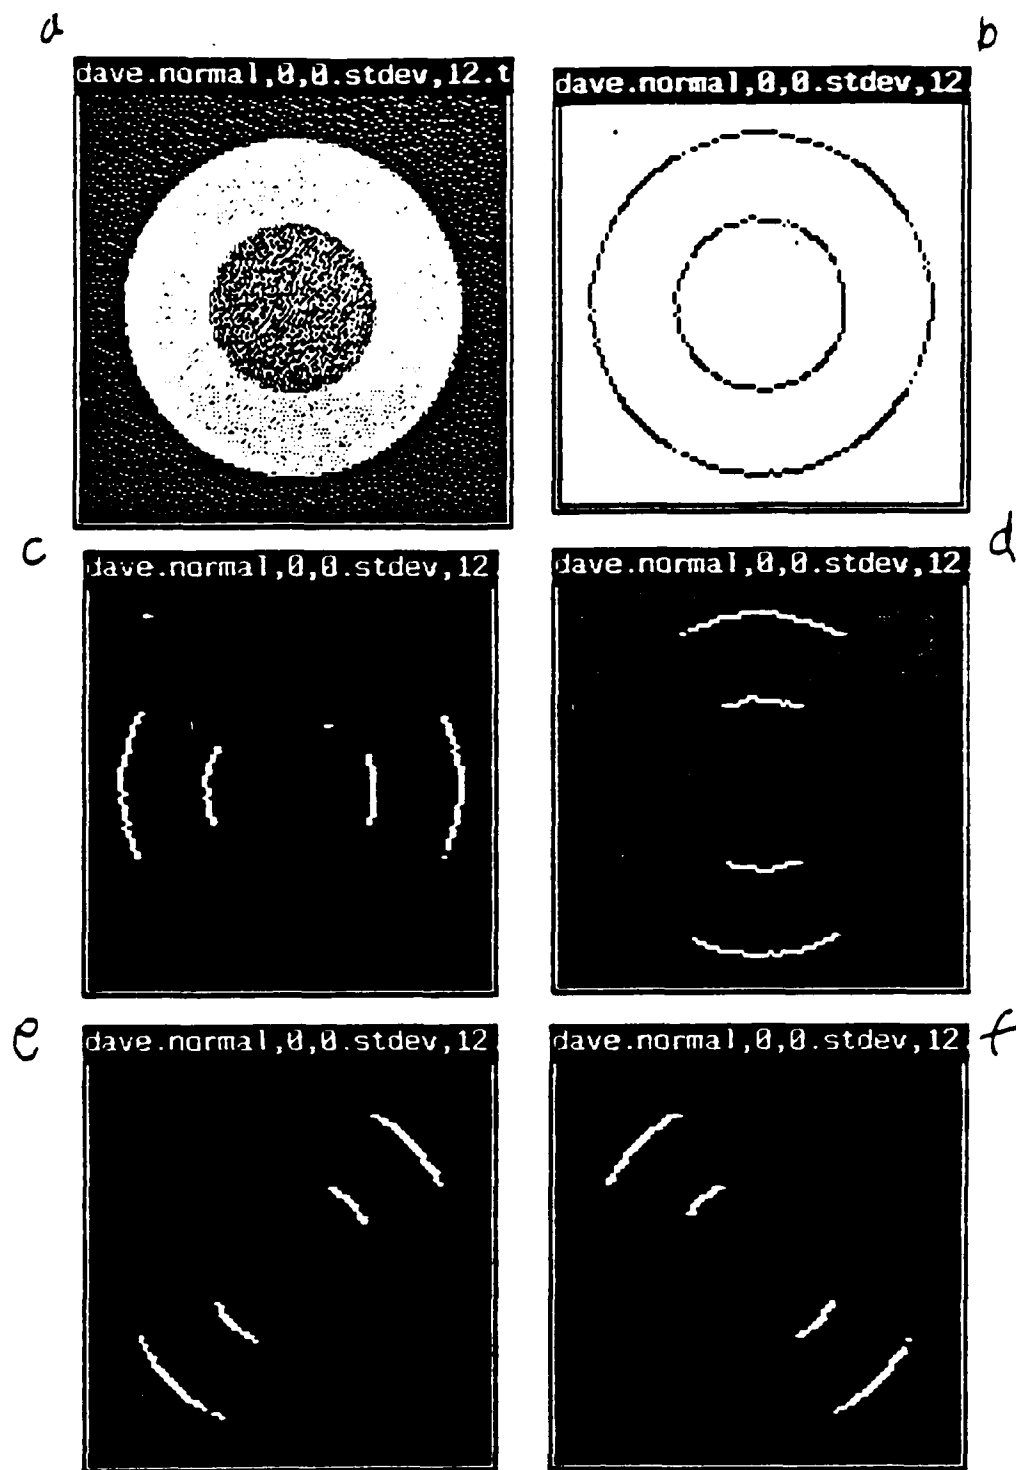 a
b
dave.normal,0,0.stdev,12.t
dave.normal,0,0.stdev,12
c
d
dave.normal,0,0.stdev,12
dave.normal,0,0.stdev,12
e
f
dave.normal,0,0.stdev,12
dave.normal,0,0.stdev,12